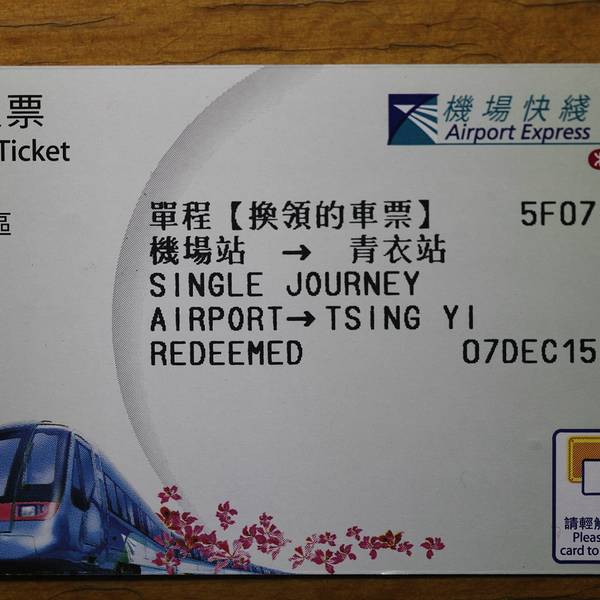 票
Ticket
機場快綫
Airport Express
區
單程【換領的車票】 5F07
機場站 → 青衣站
SINGLE JOURNEY
AIRPORT→TSING YI
REDEEMED 07DEC15
請輕
Pleas
card to